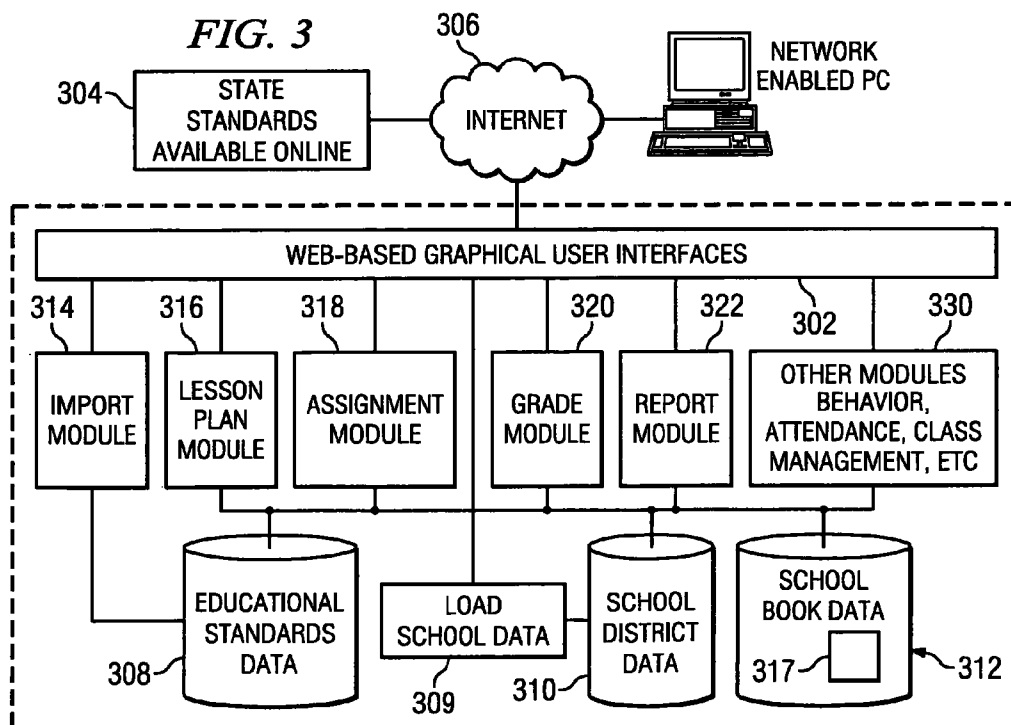 FIG. 3
306
304
STATE
STANDARDS
AVAILABLE ONLINE
INTERNET
NETWORK
ENABLED PC
WEB-BASED GRAPHICAL USER INTERFACES
314
316
318
320
322
302
330
IMPORT
MODULE
LESSON
PLAN
MODULE
ASSIGNMENT
MODULE
GRADE
MODULE
REPORT
MODULE
OTHER MODULES
BEHAVIOR,
ATTENDANCE, CLASS
MANAGEMENT, ETC
EDUCATIONAL
STANDARDS
DATA
308
LOAD
SCHOOL DATA
309
SCHOOL
DISTRICT
DATA
310
SCHOOL
BOOK DATA
317
312